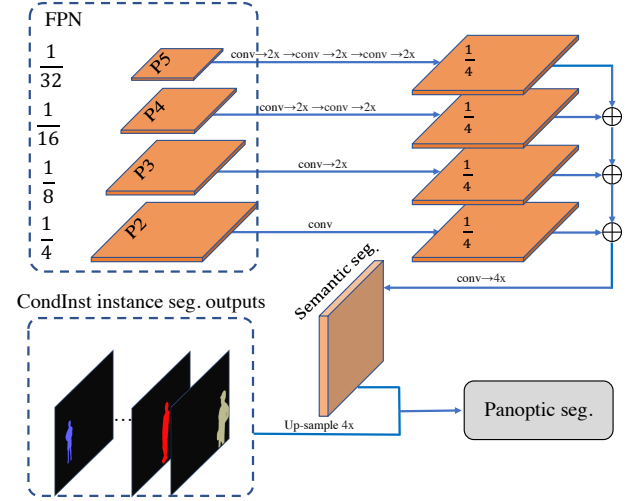 FPN
1/32
P5
conv→2x →conv →2x→conv →2x
1/4
1/16
P4
conv→2x →conv →2x
1/4
1/8
P3
conv→2x
1/4
1/4
P2
conv
1/4
conv→4x
Semantic seg.
CondInst instance seg. outputs
...
Up-sample 4x
Panoptic seg.